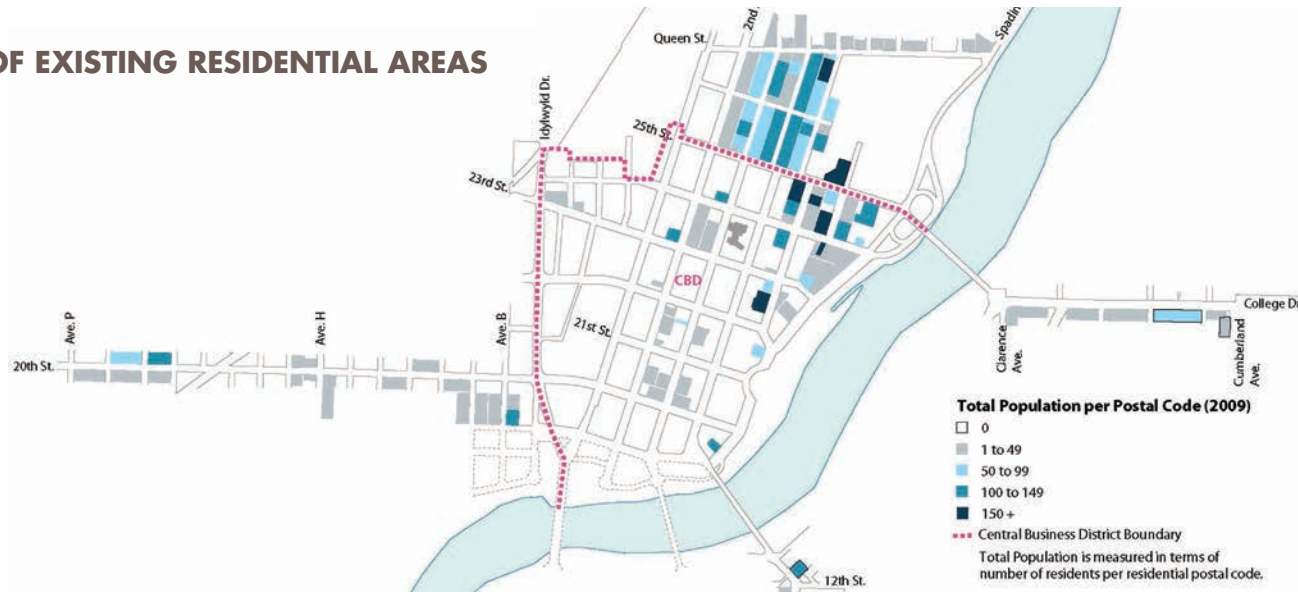 OF EXISTING RESIDENTIAL AREAS
Queen St.
2nd
Spadin
Idylwyld Dr.
25th St.
23rd St.
CBD
21st St.
Ave. P
Ave. H
Ave. B
20th St.
College D
Clarence
Ave.
Cumberland
Ave.
12th St.
Total Population per Postal Code (2009)
0
1 to 49
50 to 99
100 to 149
150 +
Central Business District Boundary
Total Population is measured in terms of
number of residents per residential postal code.